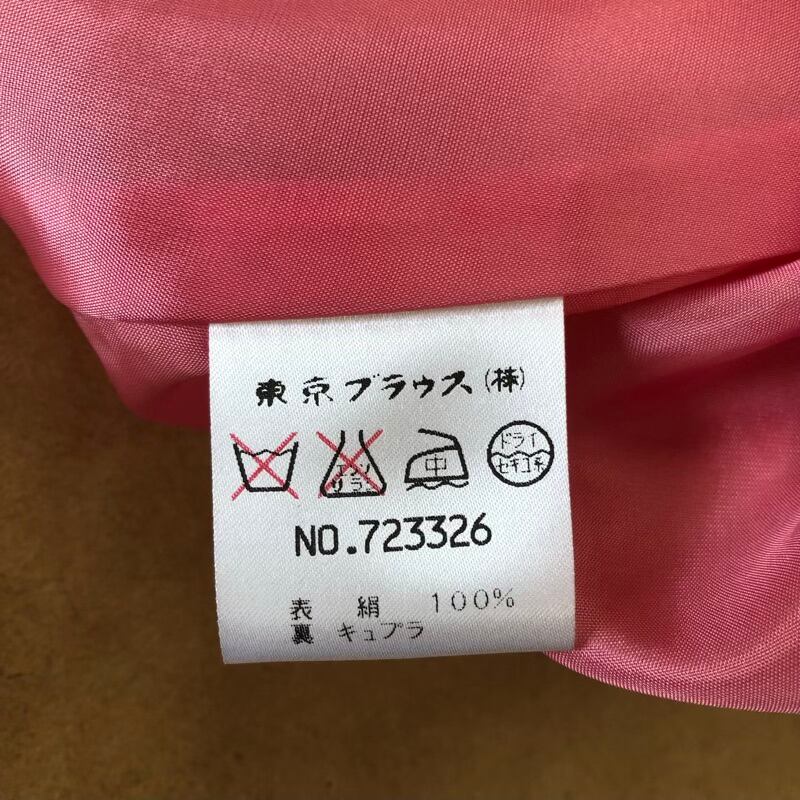 東京ブラウス(株)
エンソ
サラシ
中
ドライ
セキユ系
NO.723326
表 絹 100%
裏 キュプラ